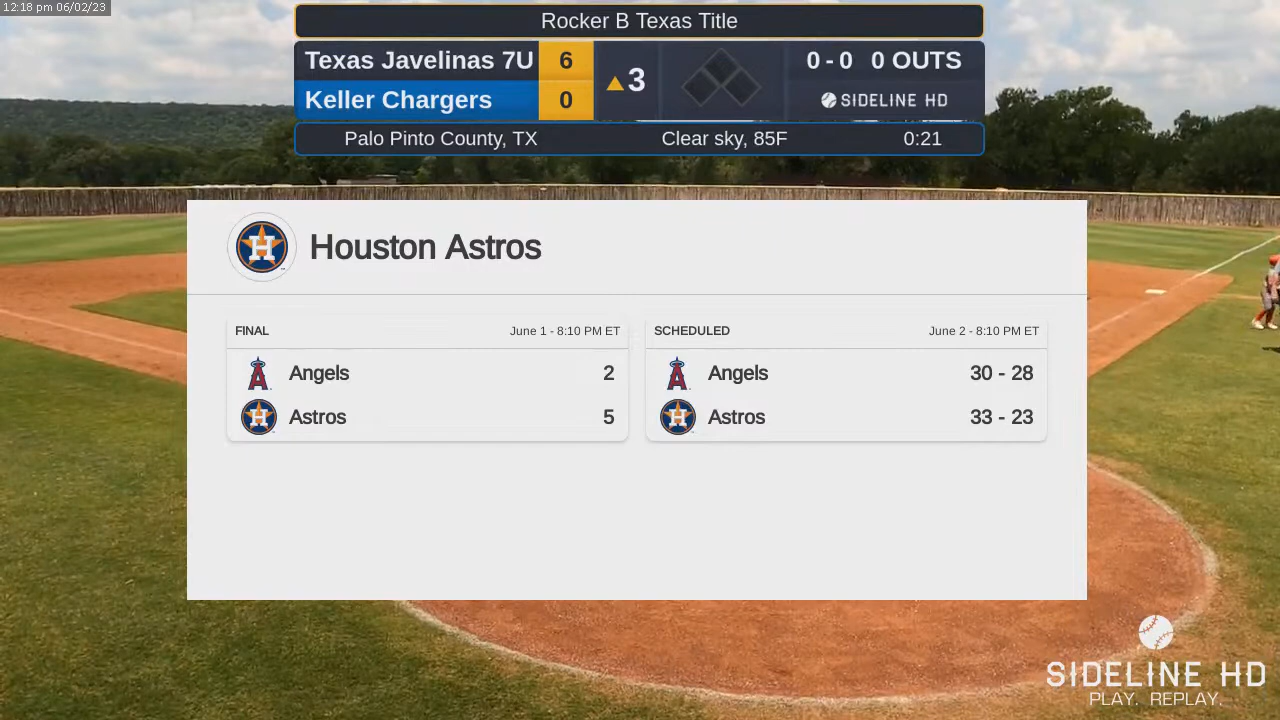 12:18 pm 06/02/23
Rocker B Texas Title
Texas Javelinas 7U 6
Keller Chargers 0
▲3
0 - 0 0 OUTS
SIDELINE HD
Palo Pinto County, TX Clear sky, 85F 0:21
H
Houston Astros
FINAL June 1 - 8:10 PM ET
A Angels 2
H Astros 5
SCHEDULED June 2 - 8:10 PM ET
A Angels 30 - 28
H Astros 33 - 23
SIDELINE HD
PLAY. REPLAY.